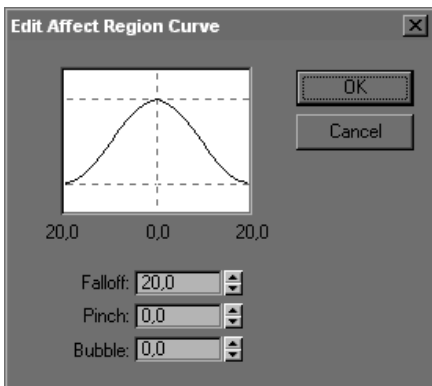 Edit Affect Region Curve
OK
Cancel
20,0 0,0 20,0
Falloff: 20,0
Pinch: 0,0
Bubble: 0,0